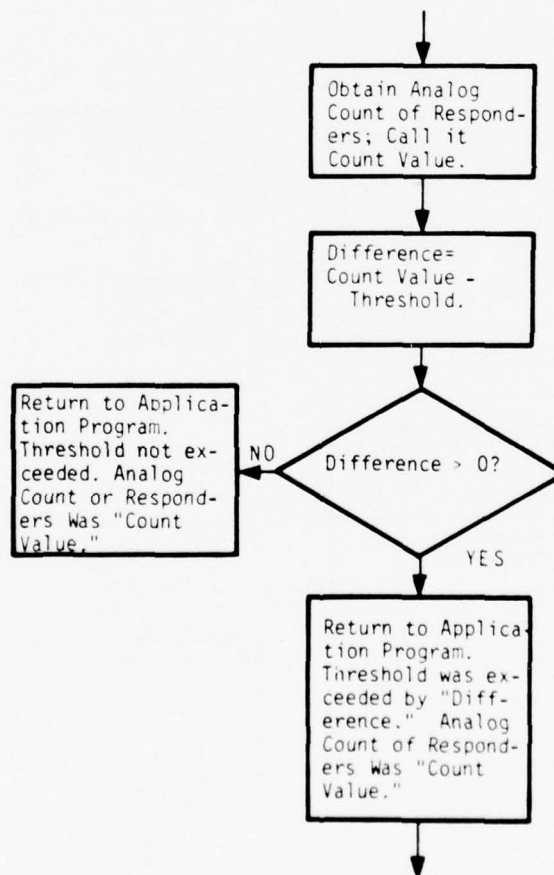 Obtain Analog
Count of Respond-
ers; Call it
Count Value.
Difference=
Count Value -
Threshold.
Difference > 0?
NO
Return to Applica-
tion Program.
Threshold not ex-
ceeded. Analog
Count or Respond-
ers Was "Count
Value."
YES
Return to Applica-
tion Program.
Threshold was ex-
ceeded by "Diff-
erence." Analog
Count of Respond-
ers Was "Count
Value."